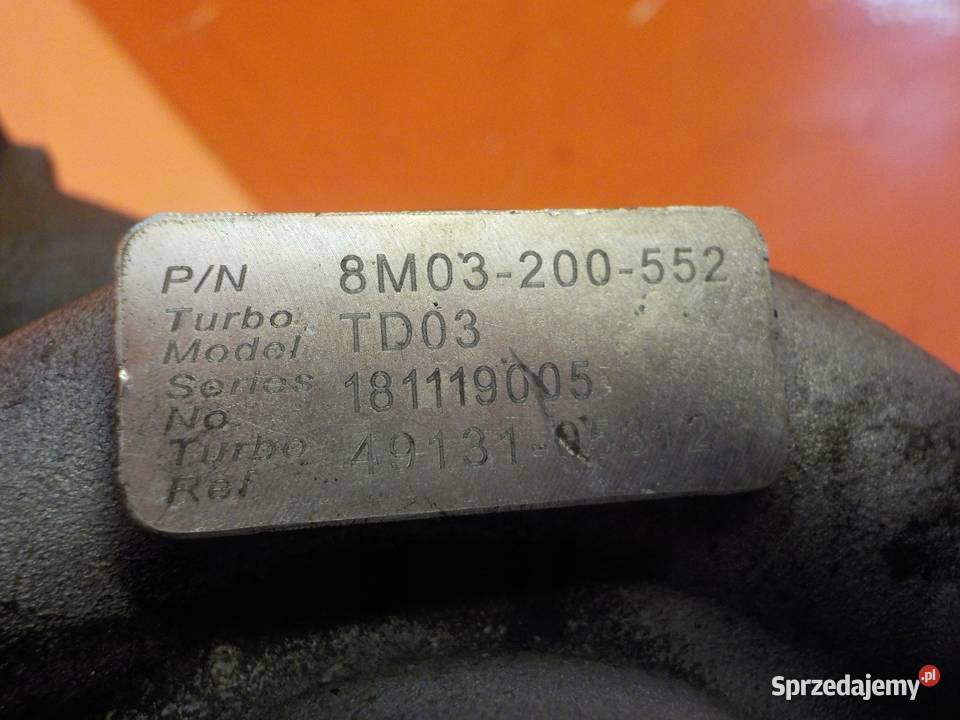 P/N 8M03-200-552
Turbo
Model TD03
Series
No. 181119005
Turbo
Ref 49131-05312
Sprzedajemy.pl